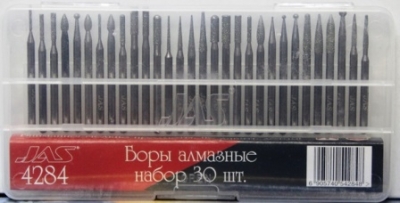 JAS
4284
Боры алмазные
набор 30 шт.